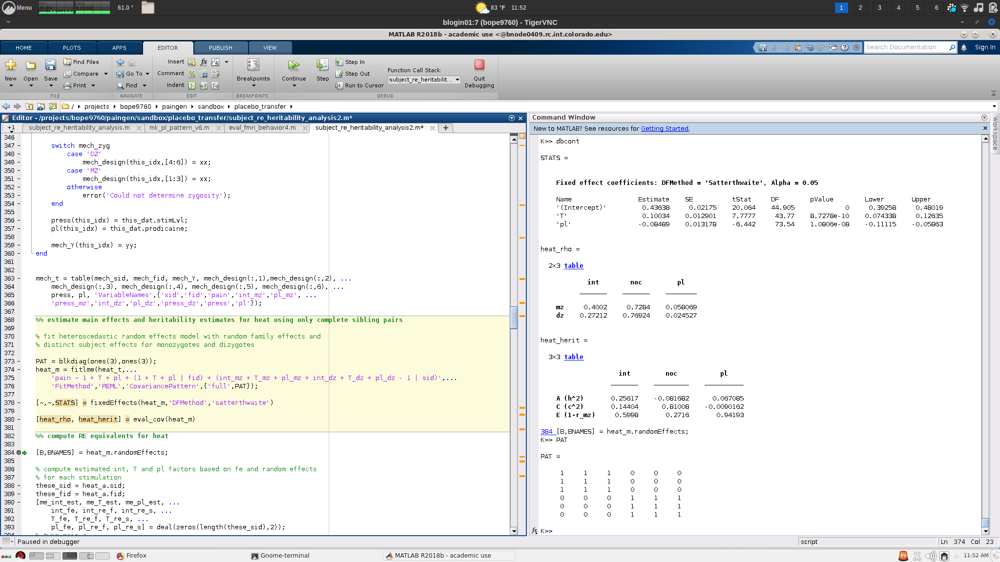 Menu
61.0 °
83 °F 11:52
1 2 3 4 5 6
blogin01:7 (bope9760) - TigerVNC
MATLAB R2018b - academic use <@bnode0409.rc.int.colorado.edu>
HOME PLOTS APPS EDITOR PUBLISH VIEW
Search Documentation
Sign In
New Open Save
Find Files
Compare
Print
FILE
Go To
Find
NAVIGATE
Insert
Comment
Indent
EDIT
Breakpoints
BREAKPOINTS
Continue
Step
Step In
Step Out
Run to Cursor
Function Call Stack:
subject_re_heritabilit...
Quit Debugging
DEBUG
/ projects bope9760 paingen sandbox placebo_transfer
Editor - /projects/bope9760/paingen/sandbox/placebo_transfer/subject_re_heritability_analysis2.m*
+1 subject_re_heritability_analysis.m mk_pl_pattern_v6.m eval_fmri_behavior4.m subject_re_heritability_analysis2.m* +
346
347 - switch mech_zyg
348 - case 'DZ'
349 - mech_design(this_idx,[4:6]) = xx;
350 - case 'MZ'
351 - mech_design(this_idx,[1:3]) = xx;
352 - otherwise
353 - error('Could not determine zygosity');
354 - end
355
356 - press(this_idx) = this_dat.stimLvl;
357 - pl(this_idx) = this_dat.prodicaine;
358
359 - mech_Y(this_idx) = yy;
360 - end
361
362
363 - mech_t = table(mech_sid, mech_fid, mech_Y, mech_design(:,1),mech_design(:,2), ...
364 mech_design(:,3), mech_design(:,4), mech_design(:,5), mech_design(:,6), ...
365 press, pl, 'VariableNames',{'sid','fid','pain','int_mz','pl_mz', ...
366 'press_mz','int_dz','pl_dz','press_dz','press','pl'});
367
368 %% estimate main effects and heritability estimates for heat using only complete sibling pairs
369
370 % fit heteroscedastic random effects model with random family effects and
371 % distinct subject effects for monozygotes and dizygotes
372
373 - PAT = blkdiag(ones(3),ones(3));
374 - heat_m = fitlme(heat_t,...
375 'pain ~ 1 + T + pl + (1 + T + pl | fid) + (int_mz + T_mz + pl_mz + int_dz + T_dz + pl_dz - 1 | sid)',...
376 'FitMethod','REML','CovariancePattern',{'full',PAT});
377
378 - [~,~,STATS] = fixedEffects(heat_m,'DFMethod','satterthwaite')
379
380 - [heat_rho, heat_herit] = eval_cov(heat_m)
381
382 %% compute RE equivalents for heat
383
384 [B,BNAMES] = heat_m.randomEffects;
385
386 % compute estimated int, T and pl factors based on fe and random effects
387 % for each stimulation
388 - these_sid = heat_a.sid;
389 - these_fid = heat_a.fid;
390 - [me_int_est, me_T_est, me_pl_est, ...
391 int_fe, int_re_f, int_re_s, ...
392 T_fe, T_re_f, T_re_s, ...
393 pl_fe, pl_re_f, pl_re_s] = deal(zeros(length(these_sid),2));
Command Window
Workspace
New to MATLAB? See resources for Getting Started.
K>> dbcont
STATS =
Fixed effect coefficients: DFMethod = 'Satterthwaite', Alpha = 0.05
Name Estimate SE tStat DF pValue Lower Upper
'(Intercept)' 0.43638 0.02175 20.064 44.905 0 0.39258 0.48019
'T' 0.10034 0.012901 7.7777 43.77 8.7278e-10 0.074338 0.12635
'pl' -0.08489 0.013178 -6.442 73.54 1.0806e-08 -0.11115 -0.05863
heat_rho =
2×3 table
int noc pl
mz 0.4002 0.7284 0.058069
dz 0.27212 0.76924 0.024527
heat_herit =
3×3 table
int noc pl
A (h^2) 0.25617 -0.081682 0.067085
C (c^2) 0.14404 0.81008 -0.0090162
E (1-r_mz) 0.5998 0.2716 0.94193
384 [B,BNAMES] = heat_m.randomEffects;
K>> PAT
PAT =
1 1 1 0 0 0
1 1 1 0 0 0
1 1 1 0 0 0
0 0 0 1 1 1
0 0 0 1 1 1
0 0 0 1 1 1
fx K>>
Paused in debugger
script
Ln 374 Col 23
Firefox
Gnome-terminal
MATLAB R2018b - academic use
11:52 AM